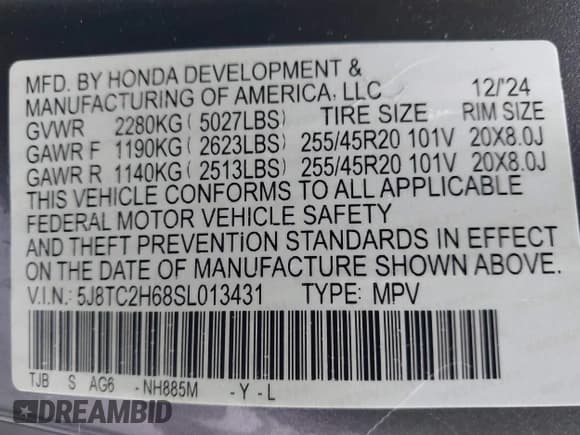 MFD. BY HONDA DEVELOPMENT &
MANUFACTURING OF AMERICA, LLC 12/'24
GVWR 2280KG ( 5027LBS) TIRE SIZE RIM SIZE
GAWR F 1190KG ( 2623LBS) 255/45R20 101V 20X8.0J
GAWR R 1140KG ( 2513LBS) 255/45R20 101V 20X8.0J
THIS VEHICLE CONFORMS TO ALL APPLICABLE
FEDERAL MOTOR VEHICLE SAFETY
AND THEFT PREVENTION STANDARDS IN EFFECT
ON THE DATE OF MANUFACTURE SHOWN ABOVE.
V.I.N.: 5J8TC2H68SL013431 TYPE: MPV
TJB S AG6 - NH885M - Y - L
DREAMBID